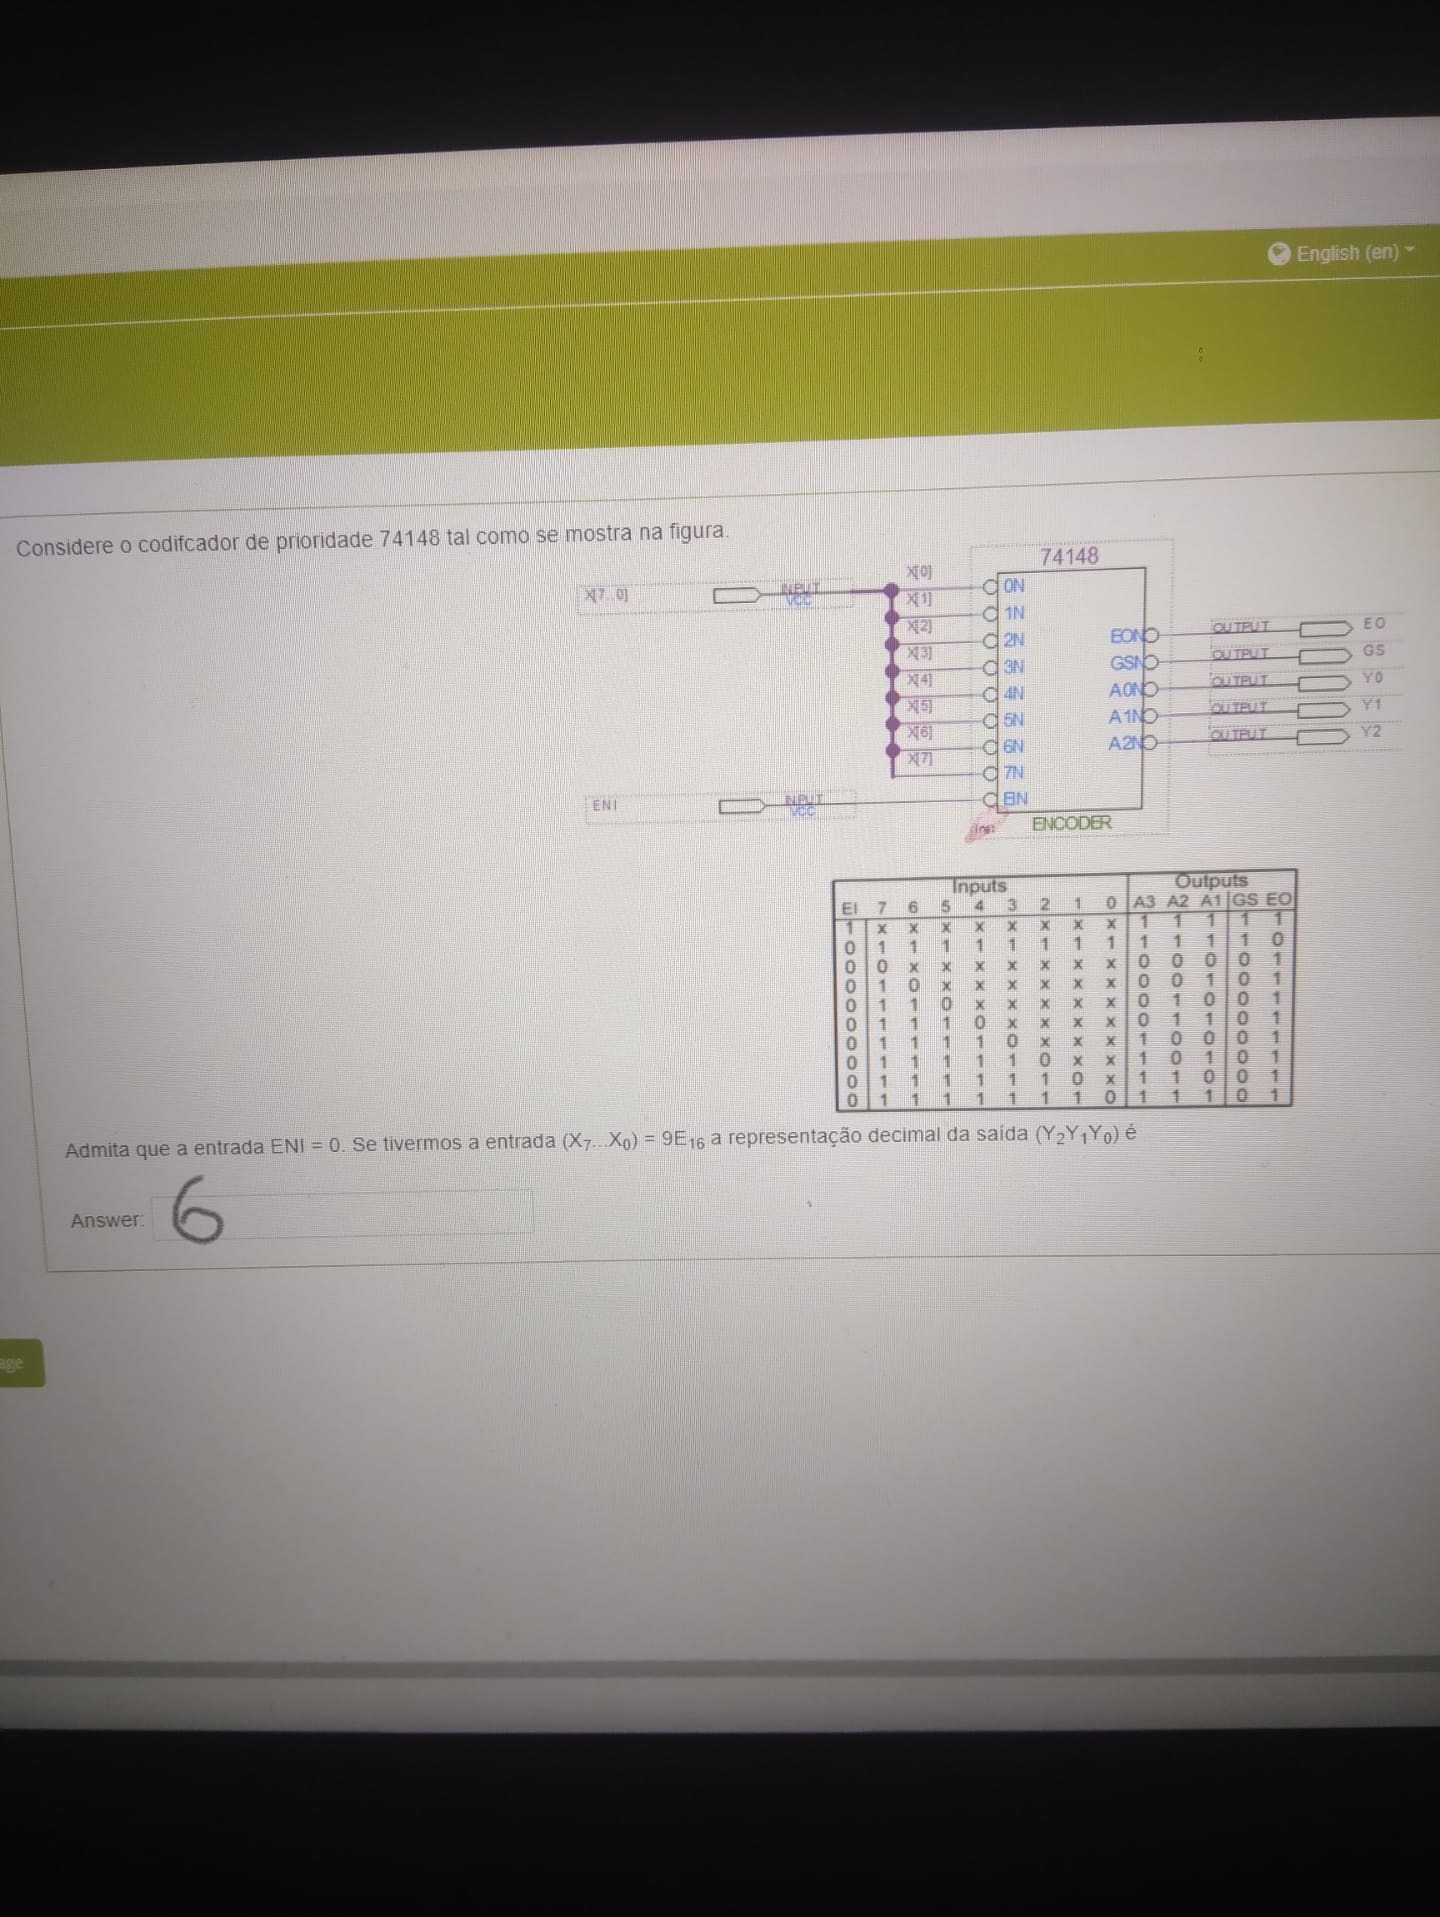 English (en)
Considere o codifcador de prioridade 74148 tal como se mostra na figura.
74148
X[7..0] INPUT VCC
X[0] 0N
X[1] 1N
X[2] 2N
X[3] 3N
X[4] 4N
X[5] 5N
X[6] 6N
X[7] 7N
ENI INPUT VCC EIN
EON OUTPUT EO
GSN OUTPUT GS
A0N OUTPUT Y0
A1N OUTPUT Y1
A2N OUTPUT Y2
inst
ENCODER
Inputs Outputs
EI 7 6 5 4 3 2 1 0 A3 A2 A1 GS EO
1 x x x x x x x x 1 1 1 1 1
0 1 1 1 1 1 1 1 1 1 1 1 1 0
0 0 x x x x x x x 0 0 0 0 1
0 1 0 x x x x x x 0 0 1 0 1
0 1 1 0 x x x x x 0 1 0 0 1
0 1 1 1 0 x x x x 0 1 1 0 1
0 1 1 1 1 0 x x x 1 0 0 0 1
0 1 1 1 1 1 0 x x 1 0 1 0 1
0 1 1 1 1 1 1 0 x 1 1 0 0 1
0 1 1 1 1 1 1 1 0 1 1 1 0 1
Admita que a entrada ENI = 0. Se tivermos a entrada (X₇...X₀) = 9E₁₆ a representação decimal da saída (Y₂Y₁Y₀) é
Answer: 6
age